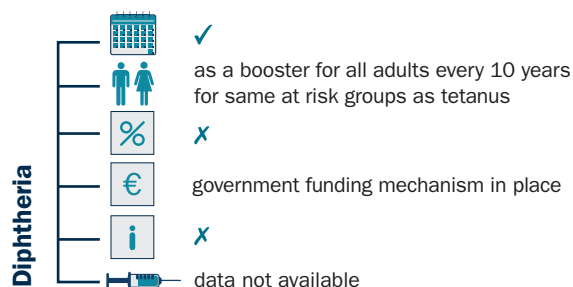 ✓
as a booster for all adults every 10 years
for same at risk groups as tetanus
% ✗
€ government funding mechanism in place
i ✗
Diphtheria
data not available